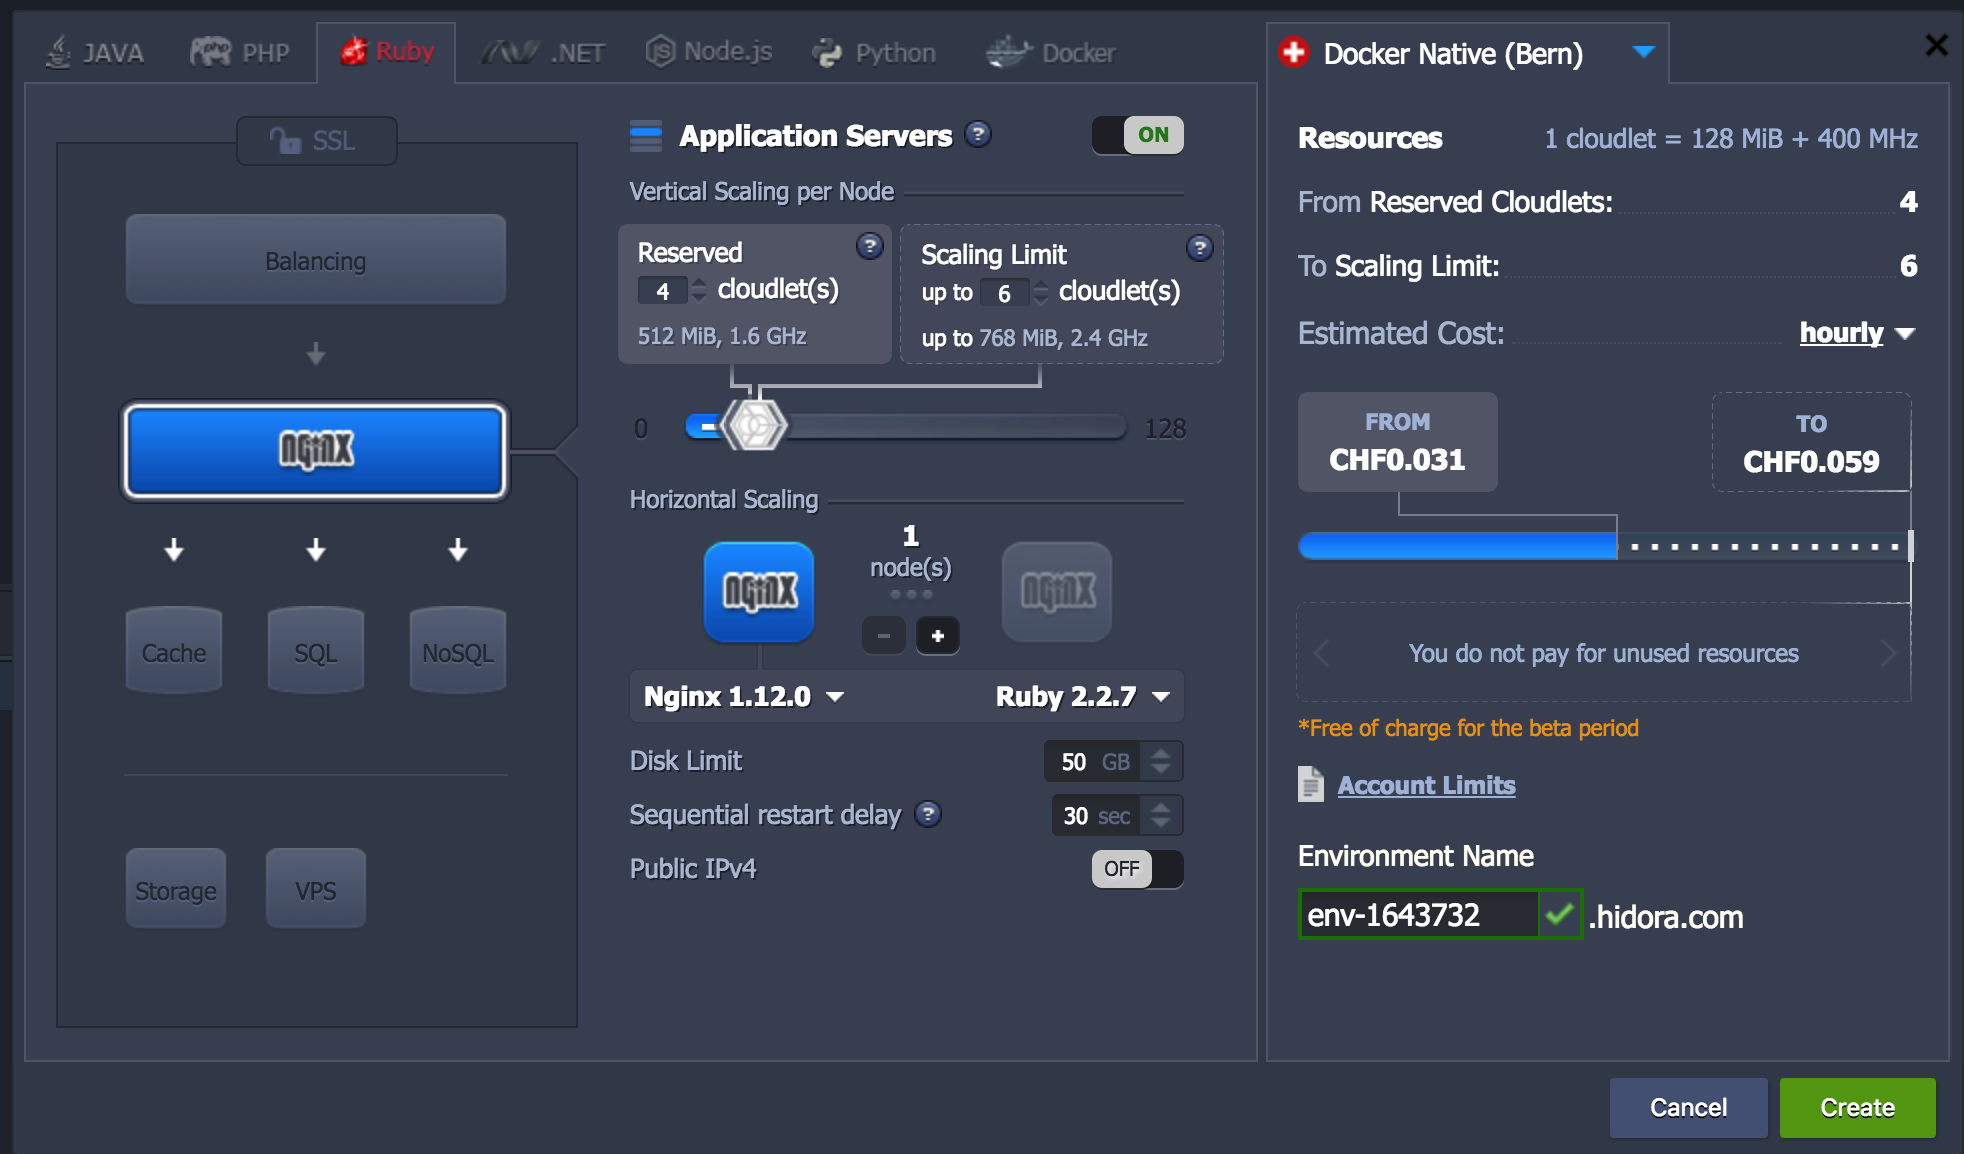 JAVA
PHP
Ruby
.NET
Node.js
Python
Docker
Docker Native (Bern)
SSL
Balancing
NGINX
Cache
SQL
NoSQL
Storage
VPS
Application Servers ?
ON
Vertical Scaling per Node
Reserved ?
4 cloudlet(s)
512 MiB, 1.6 GHz
Scaling Limit ?
up to 6 cloudlet(s)
up to 768 MiB, 2.4 GHz
0
128
Horizontal Scaling
NGINX
1
node(s)
NGINX
Nginx 1.12.0
Ruby 2.2.7
Disk Limit
50 GB
Sequential restart delay ?
30 sec
Public IPv4
OFF
Resources
1 cloudlet = 128 MiB + 400 MHz
From Reserved Cloudlets: 4
To Scaling Limit: 6
Estimated Cost: hourly
FROM
CHF0.031
TO
CHF0.059
You do not pay for unused resources
*Free of charge for the beta period
Account Limits
Environment Name
env-1643732 .hidora.com
Cancel
Create